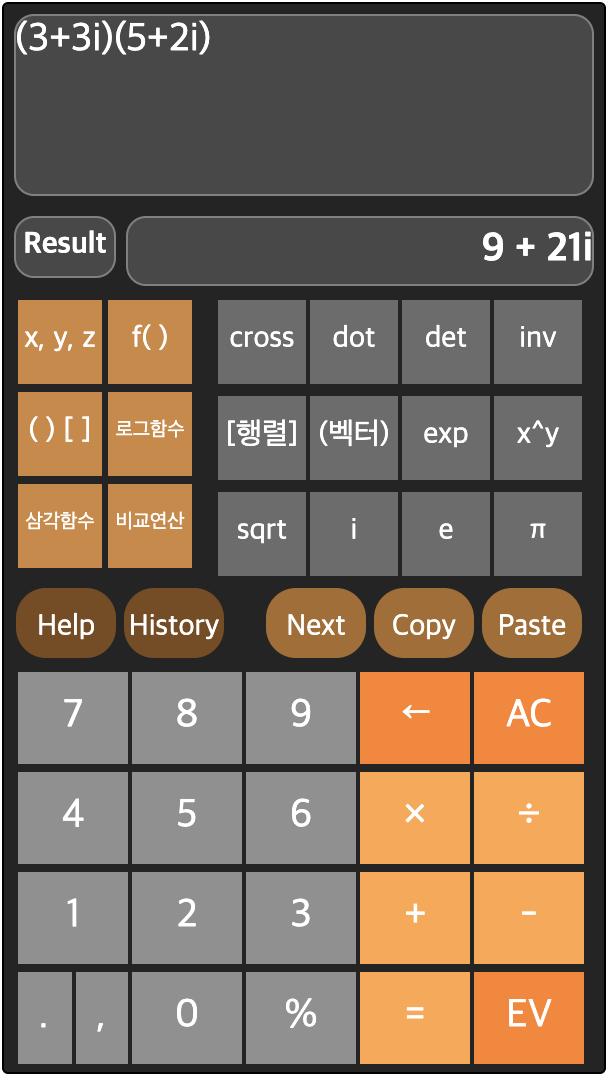 (3+3i)(5+2i)
Result 9 + 21i
x, y, z f( ) cross dot det inv
( ) [ ] 로그함수 [행렬] (벡터) exp x^y
삼각함수 비교연산 sqrt i e π
Help History Next Copy Paste
7 8 9 ← AC
4 5 6 × ÷
1 2 3 + -
. , 0 % = EV